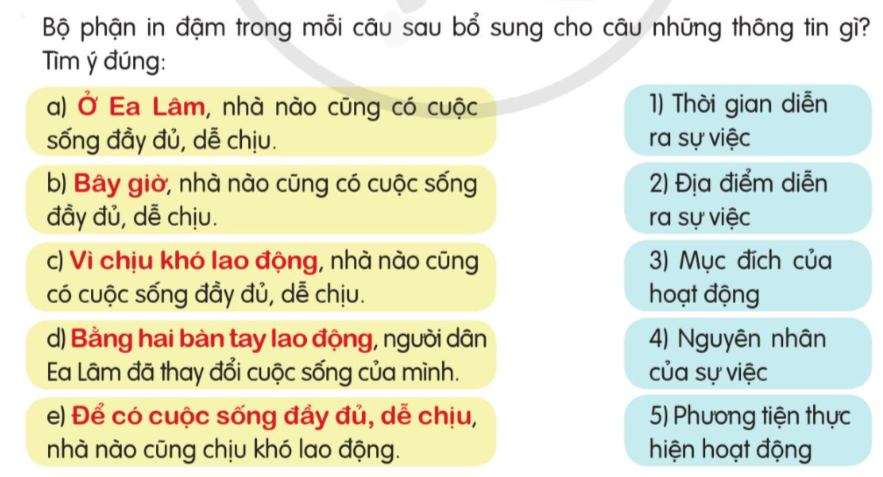 Bộ phận in đậm trong mỗi câu sau bổ sung cho câu những thông tin gì?
Tìm ý đúng:
a) Ở Ea Lâm, nhà nào cũng có cuộc
sống đầy đủ, dễ chịu.
1) Thời gian diễn
ra sự việc
b) Bây giờ, nhà nào cũng có cuộc sống
đầy đủ, dễ chịu.
2) Địa điểm diễn
ra sự việc
c) Vì chịu khó lao động, nhà nào cũng
có cuộc sống đầy đủ, dễ chịu.
3) Mục đích của
hoạt động
d) Bằng hai bàn tay lao động, người dân
Ea Lâm đã thay đổi cuộc sống của mình.
4) Nguyên nhân
của sự việc
e) Để có cuộc sống đầy đủ, dễ chịu,
nhà nào cũng chịu khó lao động.
5) Phương tiện thực
hiện hoạt động